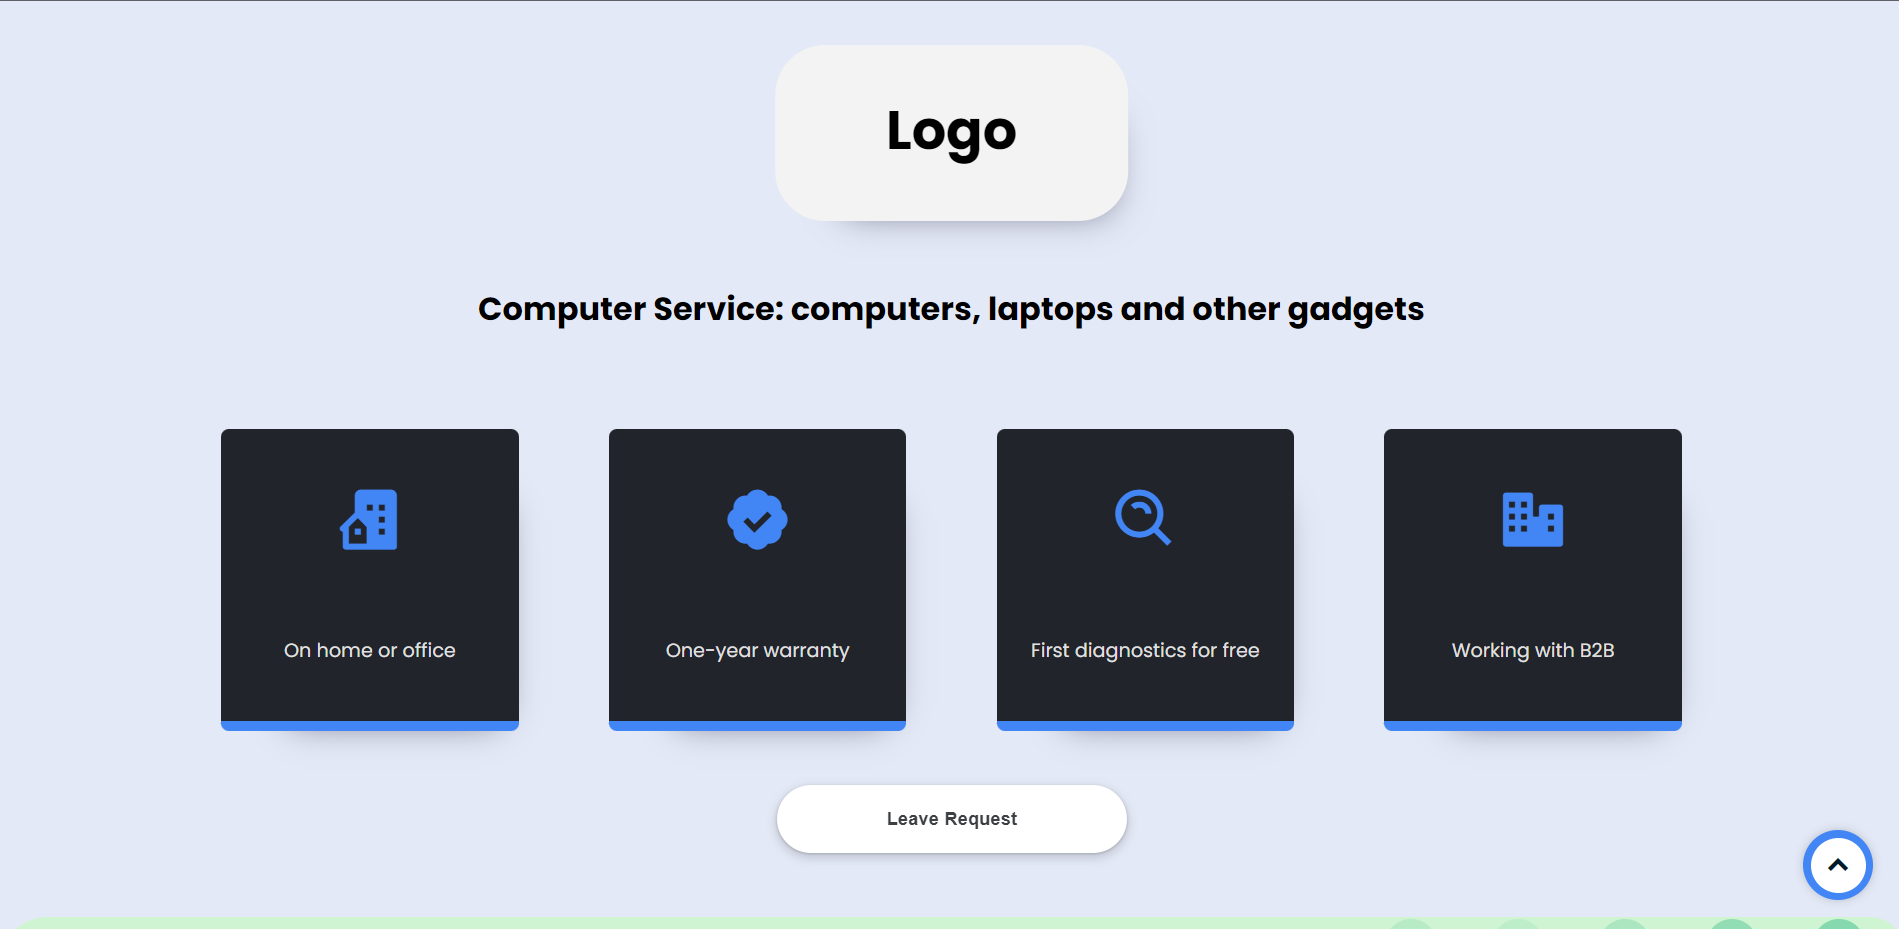 Logo
Computer Service: computers, laptops and other gadgets
On home or office
One-year warranty
First diagnostics for free
Working with B2B
Leave Request